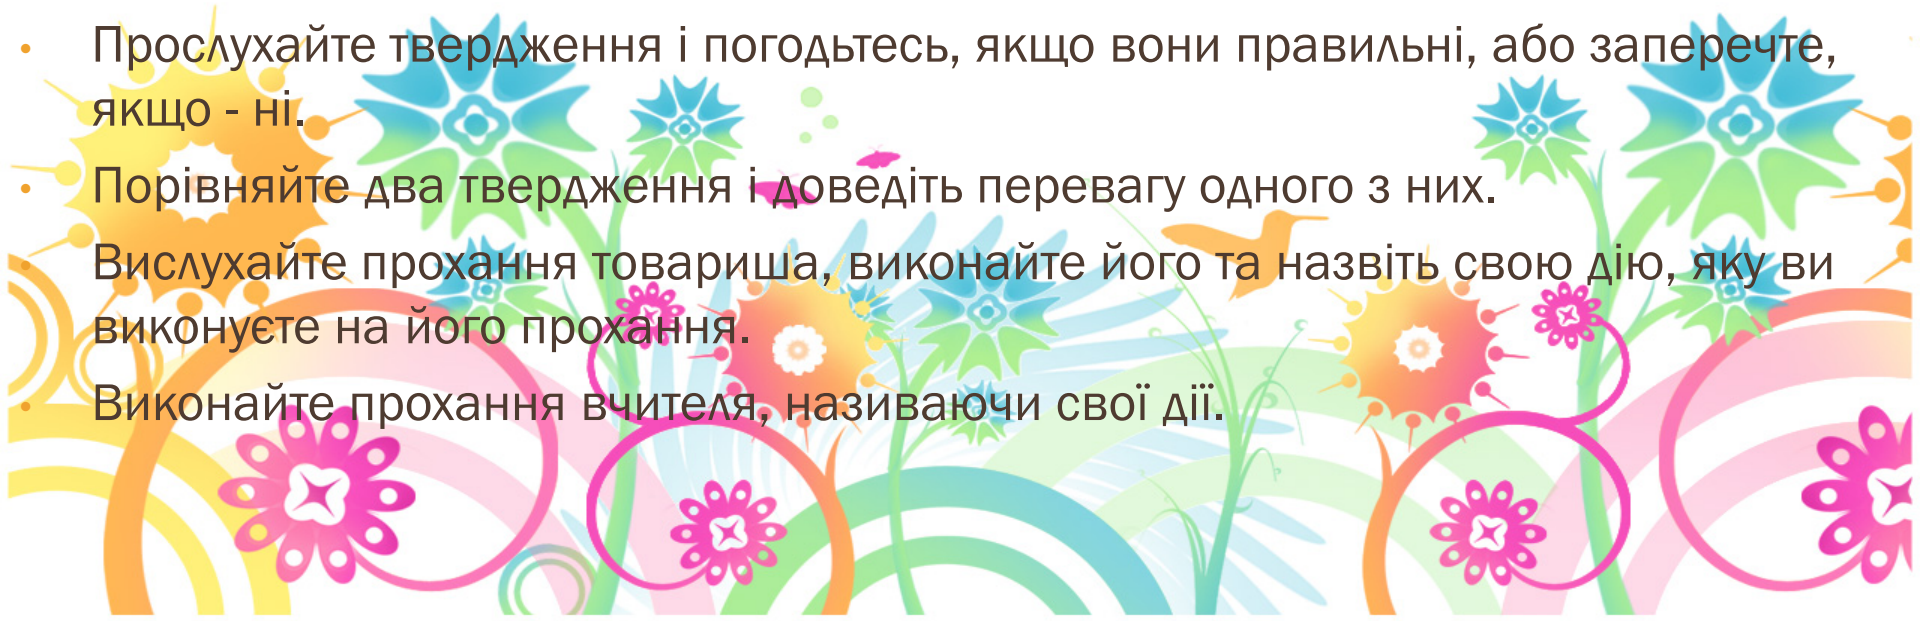 • Прослухайте твердження і погодьтесь, якщо вони правильні, або заперечте,
якщо - ні.
• Порівняйте два твердження і доведіть перевагу одного з них.
• Вислухайте прохання товариша, виконайте його та назвіть свою дію, яку ви
виконуєте на його прохання.
• Виконайте прохання вчителя, називаючи свої дії.